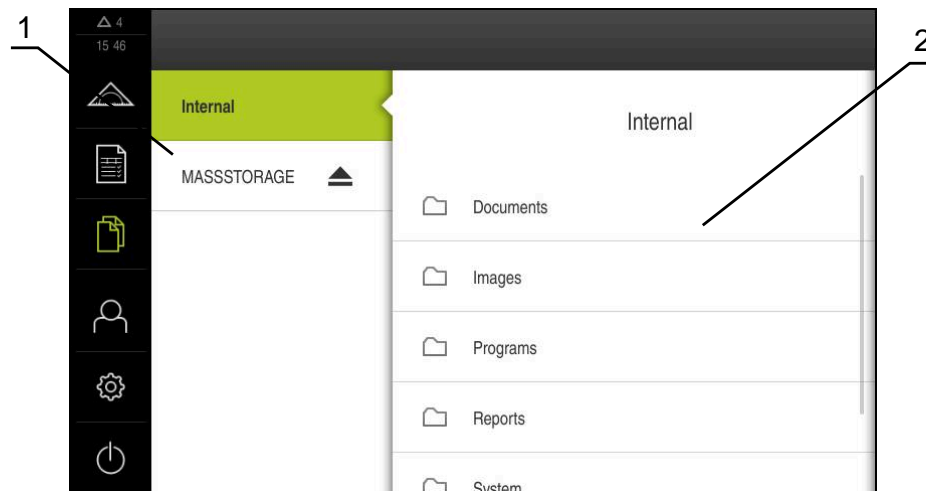 1
2
4
15 46
Internal
MASSSTORAGE
Internal
Documents
Images
Programs
Reports
System